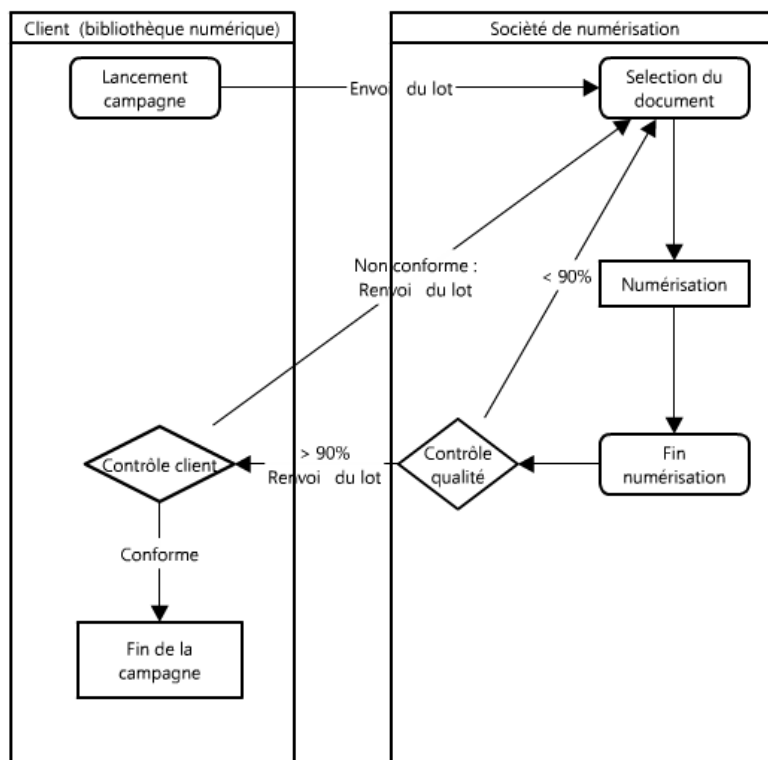 Client (bibliothèque numérique)
Sociètè de numérisation
Lancement
campagne
Envoi du lot
Selection du
document
Non conforme :
Renvoi du lot
< 90%
Numérisation
Contrôle client
> 90%
Renvoi du lot
Contrôle
qualité
Fin
numérisation
Conforme
Fin de la
campagne